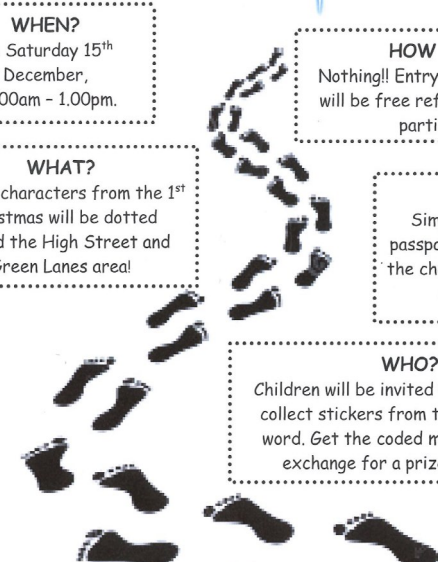 WHEN?
Saturday 15th
December,
00am – 1.00pm.
HOW
Nothing!! Entry
will be free ref
parti
WHAT?
characters from the 1st
stmas will be dotted
d the High Street and
Green Lanes area!
Sim
passpo
the ch
WHO?
Children will be invited
collect stickers from t
word. Get the coded m
exchange for a priz